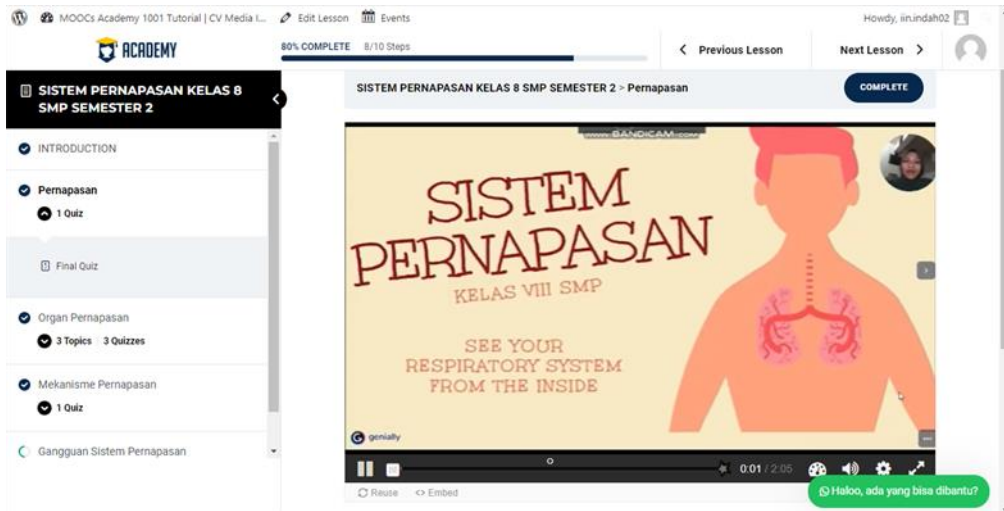 MOOCs Academy 1001 Tutorial | CV Media I... Edit Lesson Events Howdy, iin.indah02
ACADEMY
80% COMPLETE 8/10 Steps
Previous Lesson
Next Lesson
SISTEM PERNAPASAN KELAS 8
SMP SEMESTER 2
INTRODUCTION
Pernapasan
1 Quiz
Final Quiz
Organ Pernapasan
3 Topics 3 Quizzes
Mekanisme Pernapasan
1 Quiz
Gangguan Sistem Pernapasan
SISTEM PERNAPASAN KELAS 8 SMP SEMESTER 2 > Pernapasan
COMPLETE
BANDICAM.COM
SISTEM
PERNAPASAN
KELAS VIII SMP
SEE YOUR
RESPIRATORY SYSTEM
FROM THE INSIDE
genially
0:01 / 2:05
Reuse <> Embed
Haloo, ada yang bisa dibantu?